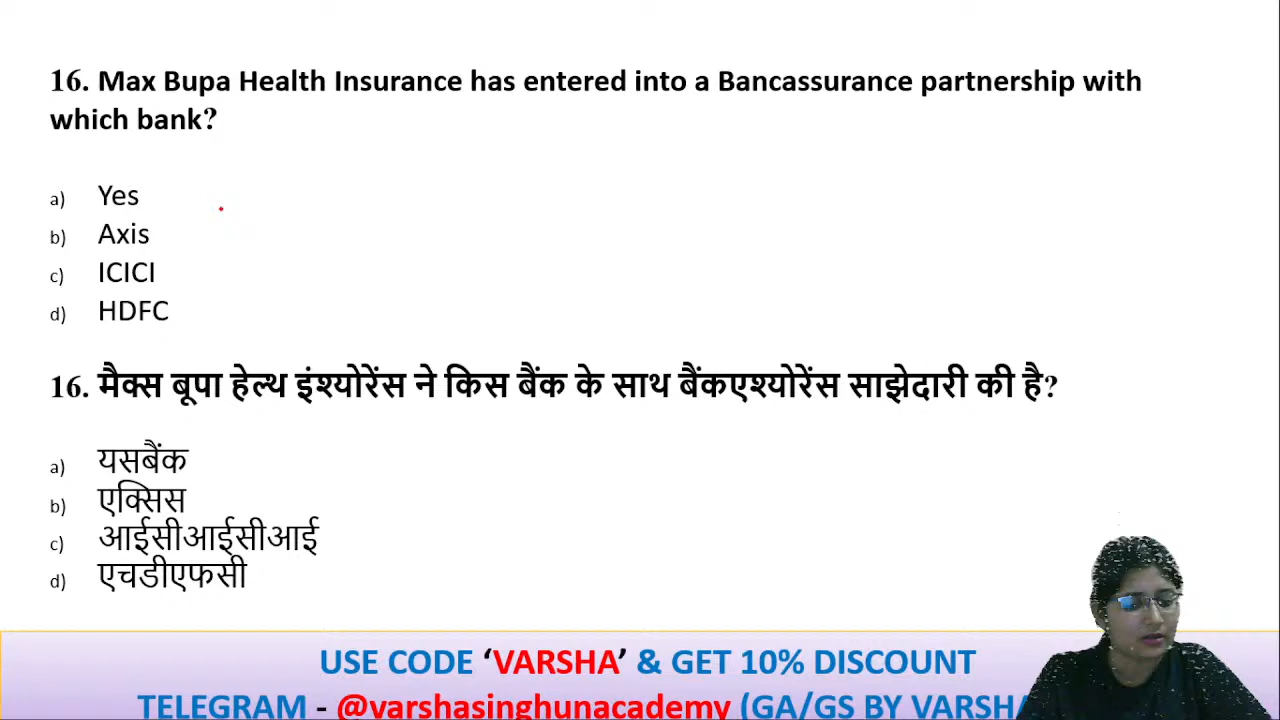 16. Max Bupa Health Insurance has entered into a Bancassurance partnership with
which bank?
a) Yes
b) Axis
c) ICICI
d) HDFC
16. मैक्स बूपा हेल्थ इंश्योरेंस ने किस बैंक के साथ बैंकएश्योरेंस साझेदारी की है?
a) यसबैंक
b) एक्सिस
c) आईसीआईसीआई
d) एचडीएफसी
USE CODE ‘VARSHA’ & GET 10% DISCOUNT
TELEGRAM - @varshasinghunacademy (GA/GS BY VARSHA